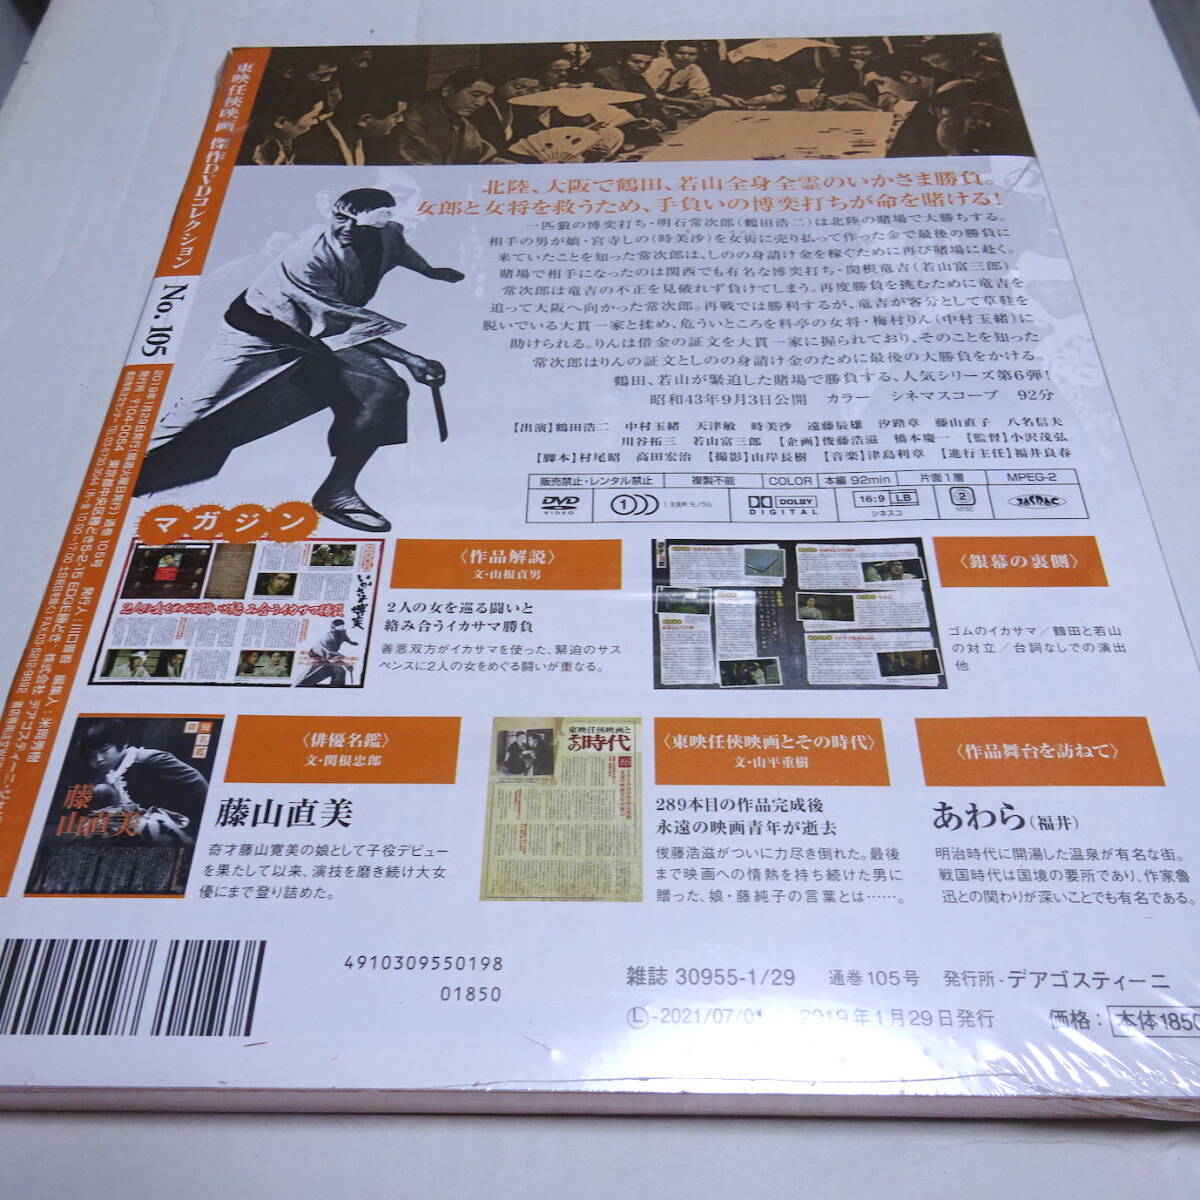 東映任俠映画 傑作DVDコレクション
No.105
北陸、大阪で鶴田、若山全身全霊のいかさま勝負。
女郎と女将を救うため、手負いの博奕打ちが命を賭ける!
一匹狼の博奕打ち・明石常次郎(鶴田浩二)は北陸の賭場で大勝ちする。
相手の男が娘・宮寺しの(時美沙)を女衒に売り払って作った金で最後の勝負に
来ていたことを知った常次郎は、しのの身請け金を稼ぐために再び賭場に赴く。
賭場で相手になったのは関西でも有名な博奕打ち・関根竜吉(若山富三郎)。
常次郎は竜吉の不正を見破れず負けてしまう。再度勝負を挑むために竜吉を
追って大阪へ向かった常次郎。再戦では勝利するが、竜吉が客分として草鞋を
脱いでいる大貫一家と揉め、危ういところを料亭の女将・梅村りん(中村玉緒)に
助けられる。りんは借金の証文を大貫一家に握られており、そのことを知った
常次郎はりんの証文としのの身請け金のために最後の大勝負をかける。
鶴田、若山が緊迫した賭場で勝負する、人気シリーズ第6弾!
昭和43年9月3日公開 カラー シネマスコープ 92分
【出演】鶴田浩二 中村玉緒 天津敏 時美沙 遠藤辰雄 汐路章 藤山直子 八名信夫
川谷拓三 若山富三郎 【企画】俊藤浩滋 橋本慶一 【監督】小沢茂弘
【脚本】村尾昭 高田宏治 【撮影】山岸長樹 【音楽】津島利章 【進行主任】福井良春
販売禁止・レンタル禁止 複製不能 COLOR 本編 92min 片面1層 MPEG-2
DVD VIDEO 1 1.主音声:モノラル DOLBY DIGITAL 16:9 LB シネスコ 2 NTSC JASRAC
マガジン
〈作品解説〉
文・山根貞男
2人の女を巡る闘いと
絡み合うイカサマ勝負
善悪双方がイカサマを使った、緊迫のサス
ペンスに2人の女をめぐる闘いが重なる。
〈銀幕の裏側〉
ゴムのイカサマ/鶴田と若山
の対立/台詞なしでの演出
他
俳優名鑑
藤山直美
〈俳優名鑑〉
文・関根忠郎
藤山直美
奇才藤山寛美の娘として子役デビュー
を果たして以来、演技を磨き続け大女
優にまで登り詰めた。
東映任俠映画と
その時代
〈東映任俠映画とその時代〉
文・山平重樹
289本目の作品完成後
永遠の映画青年が逝去
俊藤浩滋がついに力尽き倒れた。最後
まで映画への情熱を持ち続けた男に
贈った、娘・藤純子の言葉とは……。
〈作品舞台を訪ねて〉
あわら(福井)
明治時代に開湯した温泉が有名な街。
戦国時代は国境の要所であり、作家魯
迅との関わりが深いことでも有名である。
4910309550198
01850
雑誌 30955-1/29 通巻105号 発行所-デアゴスティーニ
Ⓛ-2021/07/01 2019年1月29日発行 価格: 本体1850